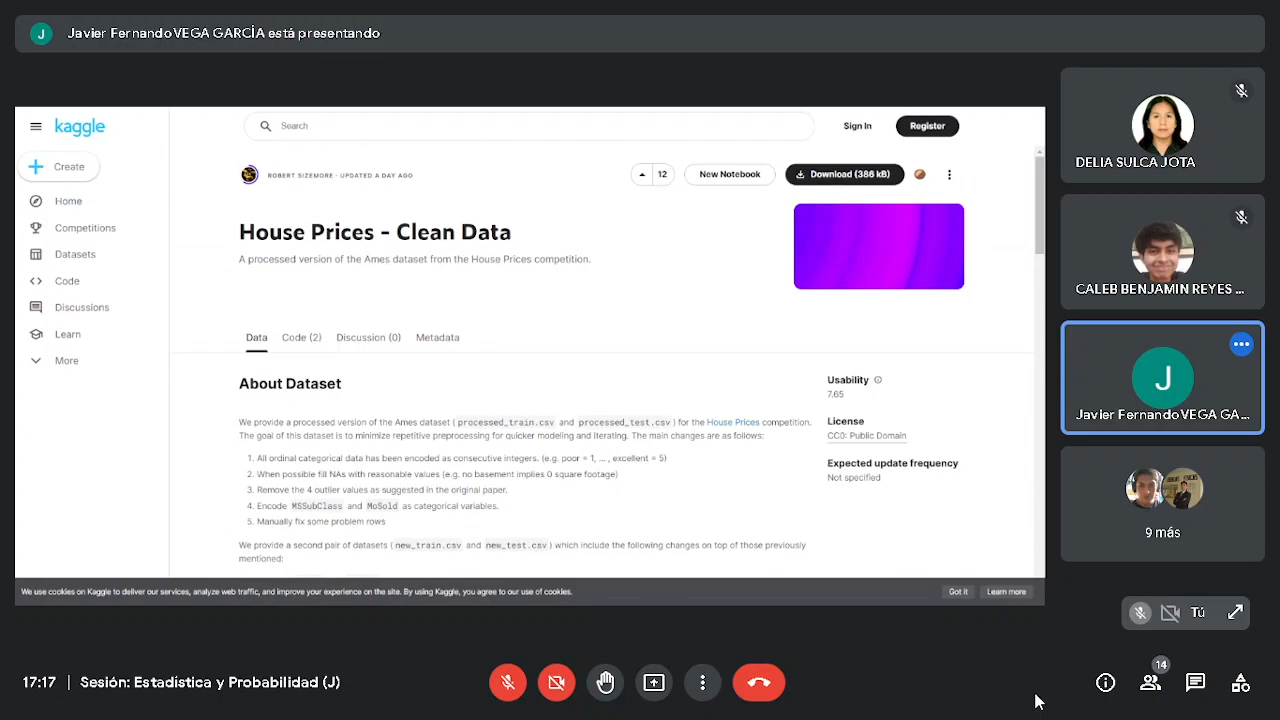 J Javier Fernando VEGA GARCÍA está presentando
kaggle
Search
Sign In
Register
Create
Home
Competitions
Datasets
Code
Discussions
Learn
More
ROBERT SIZEMORE · UPDATED A DAY AGO
12
New Notebook
Download (386 kB)
House Prices - Clean Data
A processed version of the Ames dataset from the House Prices competition.
Data
Code (2)
Discussion (0)
Metadata
About Dataset
We provide a processed version of the Ames dataset ( processed_train.csv and processed_test.csv ) for the House Prices competition.
The goal of this dataset is to minimize repetitive preprocessing for quicker modeling and iterating. The main changes are as follows:
1. All ordinal categorical data has been encoded as consecutive integers. (e.g. poor = 1, ... , excellent = 5)
2. When possible fill NAs with reasonable values (e.g. no basement implies 0 square footage)
3. Remove the 4 outlier values as suggested in the original paper.
4. Encode MSSubClass and MoSold as categorical variables.
5. Manually fix some problem rows
We provide a second pair of datasets ( new_train.csv and new_test.csv ) which include the following changes on top of those previously
mentioned:
Usability
7.65
License
CC0: Public Domain
Expected update frequency
Not specified
We use cookies on Kaggle to deliver our services, analyze web traffic, and improve your experience on the site. By using Kaggle, you agree to our use of cookies.
Got it
Learn more
DELIA SULCA JOTA
CALEB BENJAMIN REYES ...
J
Javier Fernando VEGA GA...
9 más
Tú
17:17 | Sesión: Estadística y Probabilidad (J)
14